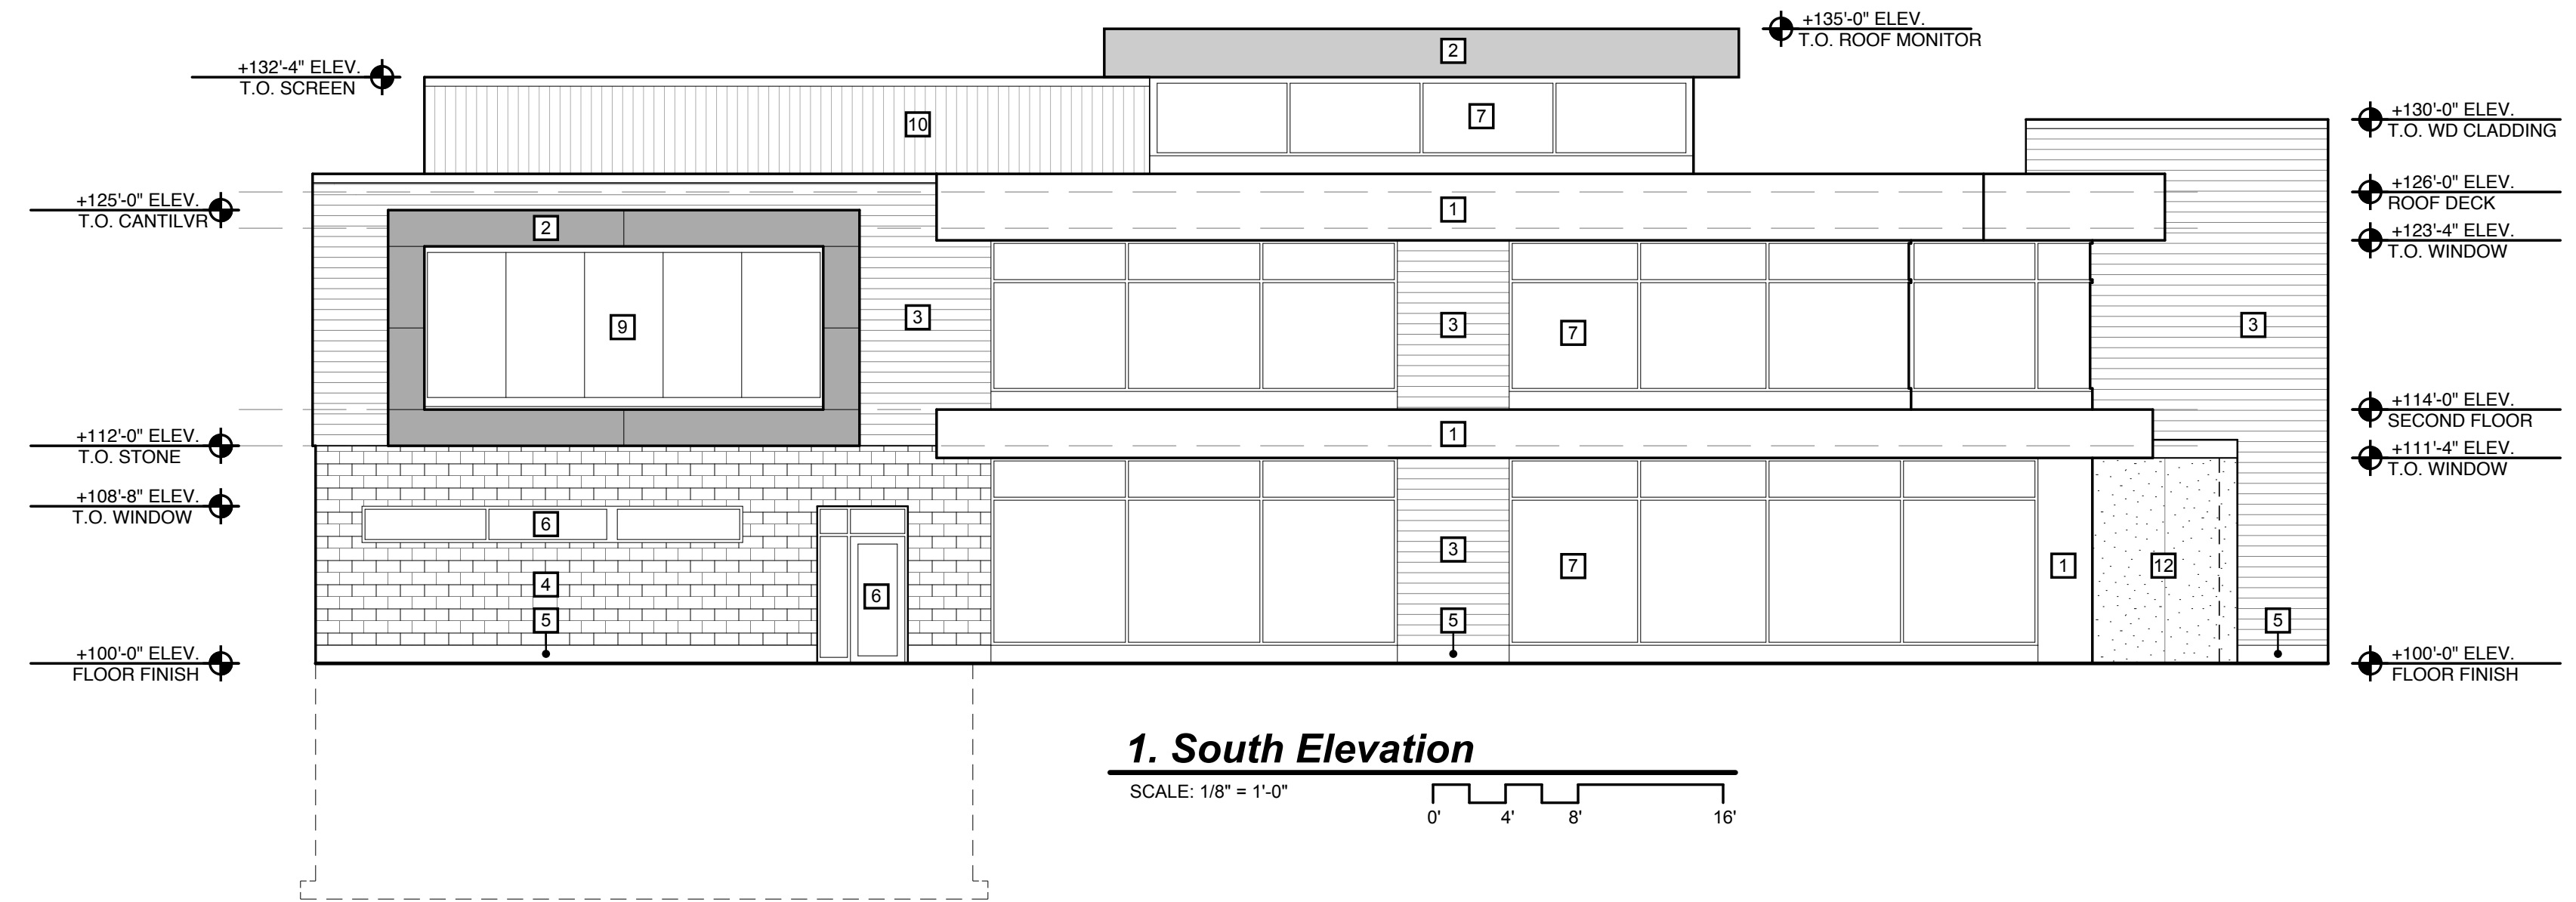 +135'-0" ELEV.
T.O. ROOF MONITOR
2
+132'-4" ELEV.
T.O. SCREEN
10
7
+130'-0" ELEV.
T.O. WD CLADDING
+125'-0" ELEV.
T.O. CANTILVR
2
1
+126'-0" ELEV.
ROOF DECK
+123'-4" ELEV.
T.O. WINDOW
9
3
3
7
3
+112'-0" ELEV.
T.O. STONE
1
+114'-0" ELEV.
SECOND FLOOR
+111'-4" ELEV.
T.O. WINDOW
+108'-8" ELEV.
T.O. WINDOW
6
3
4
6
7
1
12
5
5
5
+100'-0" ELEV.
FLOOR FINISH
+100'-0" ELEV.
FLOOR FINISH
1. South Elevation
SCALE: 1/8" = 1'-0"
0' 4' 8' 16'